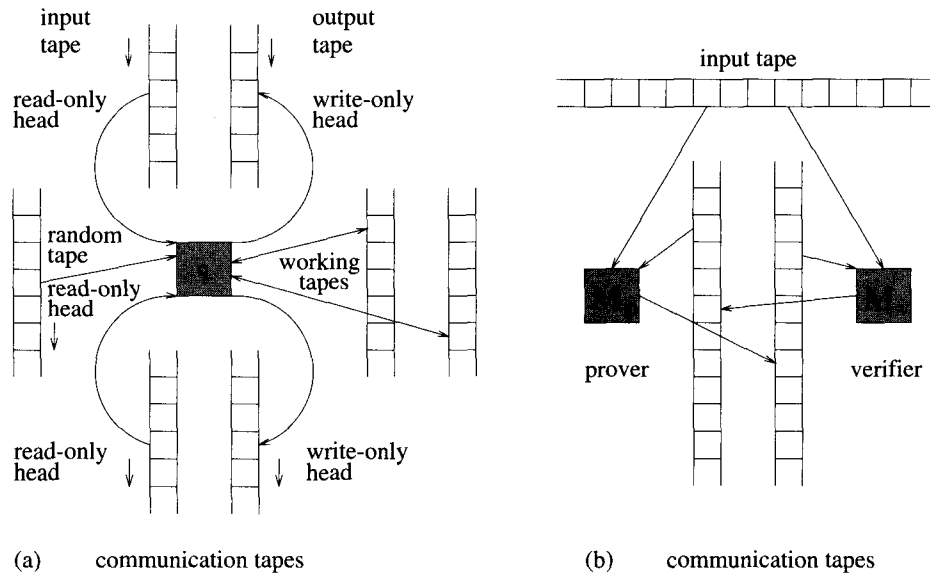 input
tape
output
tape
read-only
head
write-only
head
random
tape
read-only
head
q
working
tapes
read-only
head
write-only
head
(a) communication tapes
input tape
prover
verifier
(b) communication tapes